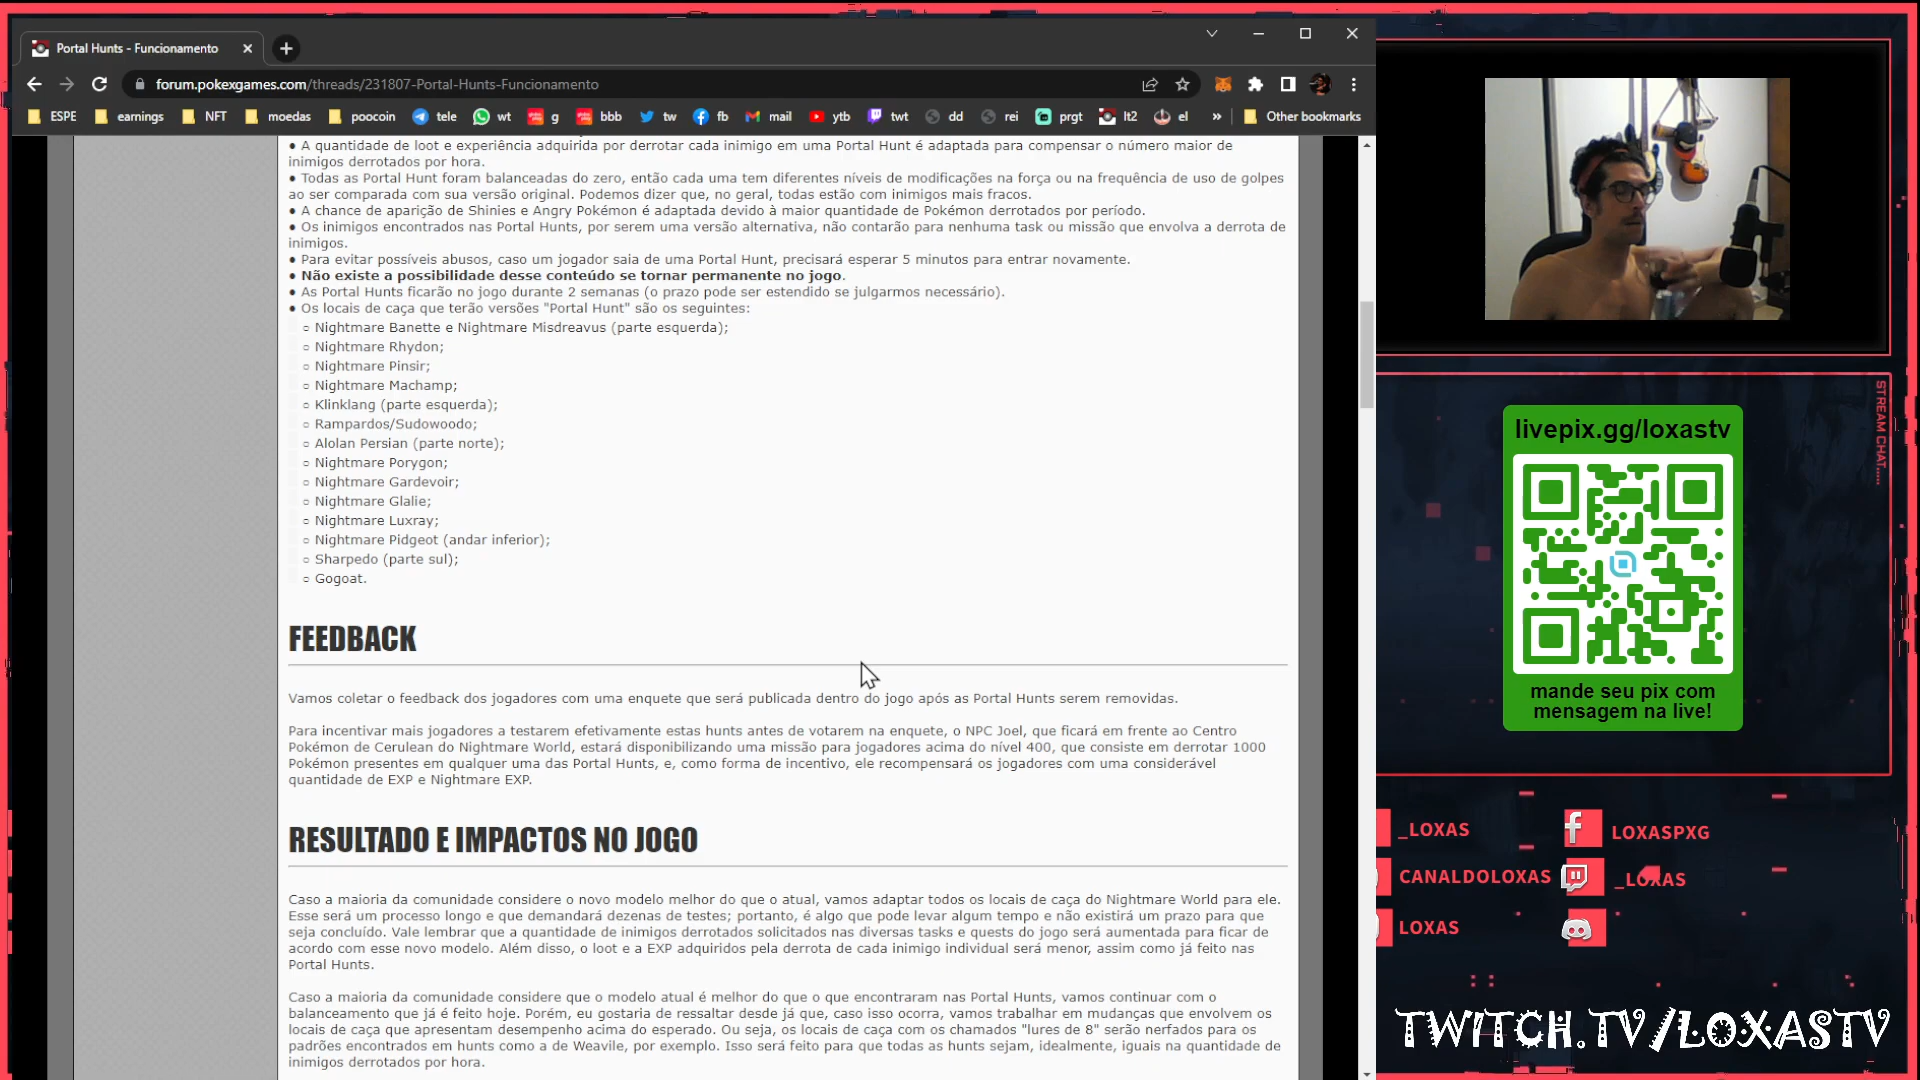 Portal Hunts - Funcionamento
forum.pokexgames.com/threads/231807-Portal-Hunts-Funcionamento
ESPE earnings NFT moedas poocoin tele wt g bbb tw fb mail ytb twt dd rei prgt lt2 el » Other bookmarks
● A quantidade de loot e experiência adquirida por derrotar cada inimigo em uma Portal Hunt é adaptada para compensar o número maior de
inimigos derrotados por hora.
● Todas as Portal Hunt foram balanceadas do zero, então cada uma tem diferentes níveis de modificações na força ou na frequência de uso de golpes
ao ser comparada com sua versão original. Podemos dizer que, no geral, todas estão com inimigos mais fracos.
● A chance de aparição de Shinies e Angry Pokémon é adaptada devido à maior quantidade de Pokémon derrotados por período.
● Os inimigos encontrados nas Portal Hunts, por serem uma versão alternativa, não contarão para nenhuma task ou missão que envolva a derrota de
inimigos.
● Para evitar possíveis abusos, caso um jogador saia de uma Portal Hunt, precisará esperar 5 minutos para entrar novamente.
● Não existe a possibilidade desse conteúdo se tornar permanente no jogo.
● As Portal Hunts ficarão no jogo durante 2 semanas (o prazo pode ser estendido se julgarmos necessário).
● Os locais de caça que terão versões "Portal Hunt" são os seguintes:
○ Nightmare Banette e Nightmare Misdreavus (parte esquerda);
○ Nightmare Rhydon;
○ Nightmare Pinsir;
○ Nightmare Machamp;
○ Klinklang (parte esquerda);
○ Rampardos/Sudowoodo;
○ Alolan Persian (parte norte);
○ Nightmare Porygon;
○ Nightmare Gardevoir;
○ Nightmare Glalie;
○ Nightmare Luxray;
○ Nightmare Pidgeot (andar inferior);
○ Sharpedo (parte sul);
○ Gogoat.
FEEDBACK
Vamos coletar o feedback dos jogadores com uma enquete que será publicada dentro do jogo após as Portal Hunts serem removidas.
Para incentivar mais jogadores a testarem efetivamente estas hunts antes de votarem na enquete, o NPC Joel, que ficará em frente ao Centro
Pokémon de Cerulean do Nightmare World, estará disponibilizando uma missão para jogadores acima do nível 400, que consiste em derrotar 1000
Pokémon presentes em qualquer uma das Portal Hunts, e, como forma de incentivo, ele recompensará os jogadores com uma considerável
quantidade de EXP e Nightmare EXP.
RESULTADO E IMPACTOS NO JOGO
Caso a maioria da comunidade considere o novo modelo melhor do que o atual, vamos adaptar todos os locais de caça do Nightmare World para ele.
Esse será um processo longo e que demandará dezenas de testes; portanto, é algo que pode levar algum tempo e não existirá um prazo para que
seja concluído. Vale lembrar que a quantidade de inimigos derrotados solicitados nas diversas tasks e quests do jogo será aumentada para ficar de
acordo com esse novo modelo. Além disso, o loot e a EXP adquiridos pela derrota de cada inimigo individual será menor, assim como já feito nas
Portal Hunts.
Caso a maioria da comunidade considere que o modelo atual é melhor do que o que encontraram nas Portal Hunts, vamos continuar com o
balanceamento que já é feito hoje. Porém, eu gostaria de ressaltar desde já que, caso isso ocorra, vamos trabalhar em mudanças que envolvem os
locais de caça que apresentam desempenho acima do esperado. Ou seja, os locais de caça com os chamados "lures de 8" serão nerfados para os
padrões encontrados em hunts como a de Weavile, por exemplo. Isso será feito para que todas as hunts sejam, idealmente, iguais na quantidade de
inimigos derrotados por hora.
STREAM CHAT....
livepix.gg/loxastv
mande seu pix com
mensagem na live!
_LOXAS
LOXASPXG
CANALDOLOXAS
_LOXAS
LOXAS
TWITCH.TV/LOXASTV